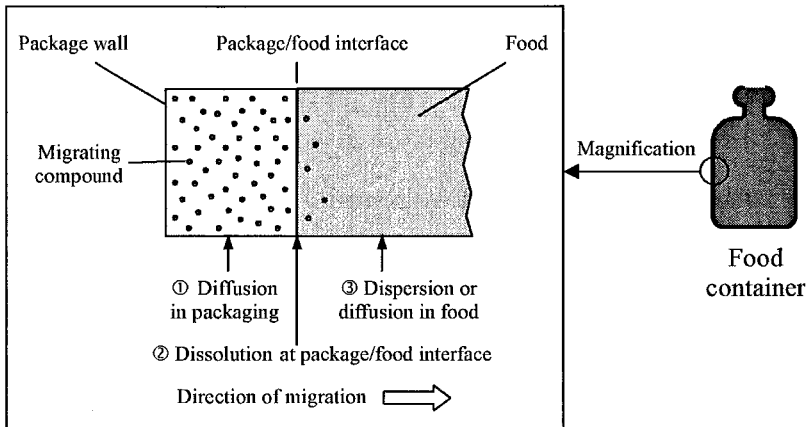 Package wall
Package/food interface
Food
Migrating
compound
Magnification
① Diffusion
in packaging
③ Dispersion or
diffusion in food
② Dissolution at package/food interface
Direction of migration
Food
container